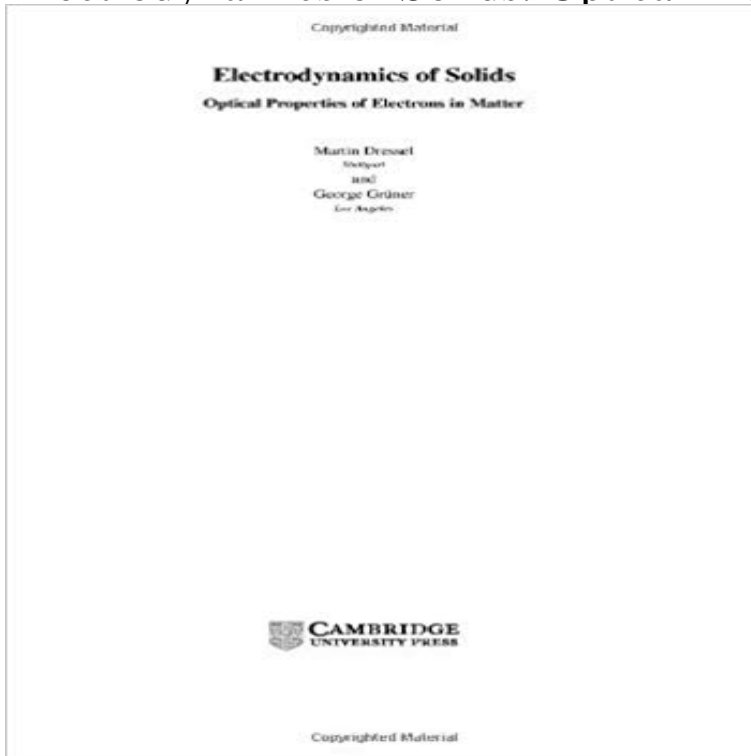 Copyrighted Material
Electrodynamics of Solids
Optical Properties of Electrons in Matter
Martin Dressel
Stuttgart
and
George Grüner
Los Angeles
CAMBRIDGE
UNIVERSITY PRESS
Copyrighted Material